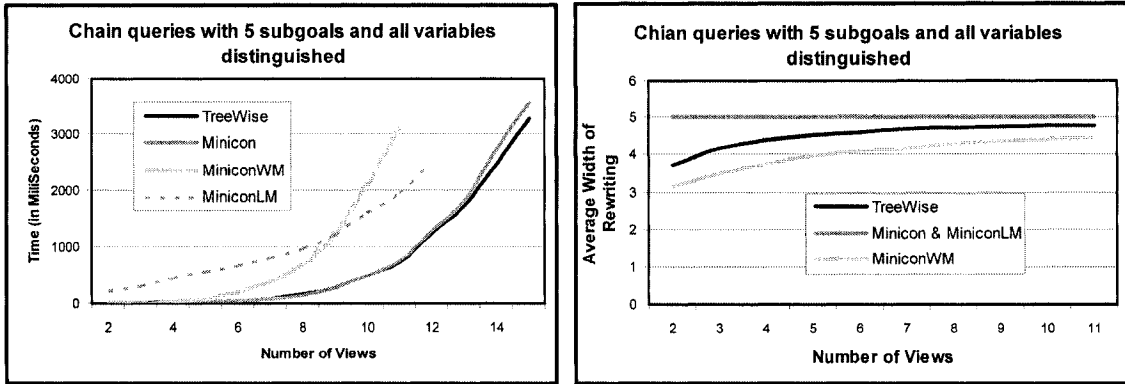 Chain queries with 5 subgoals and all variables
distinguished
Time (in MiliSeconds)
4000
3000
2000
1000
0
TreeWise
Minicon
MiniconWM
MiniconLM
2 4 6 8 10 12 14
Number of Views
Chian queries with 5 subgoals and all variables
distinguished
Average Width of
Rewriting
6
5
4
3
2
1
0
TreeWise
Minicon & MiniconLM
MiniconWM
2 3 4 5 6 7 8 9 10 11
Number of Views